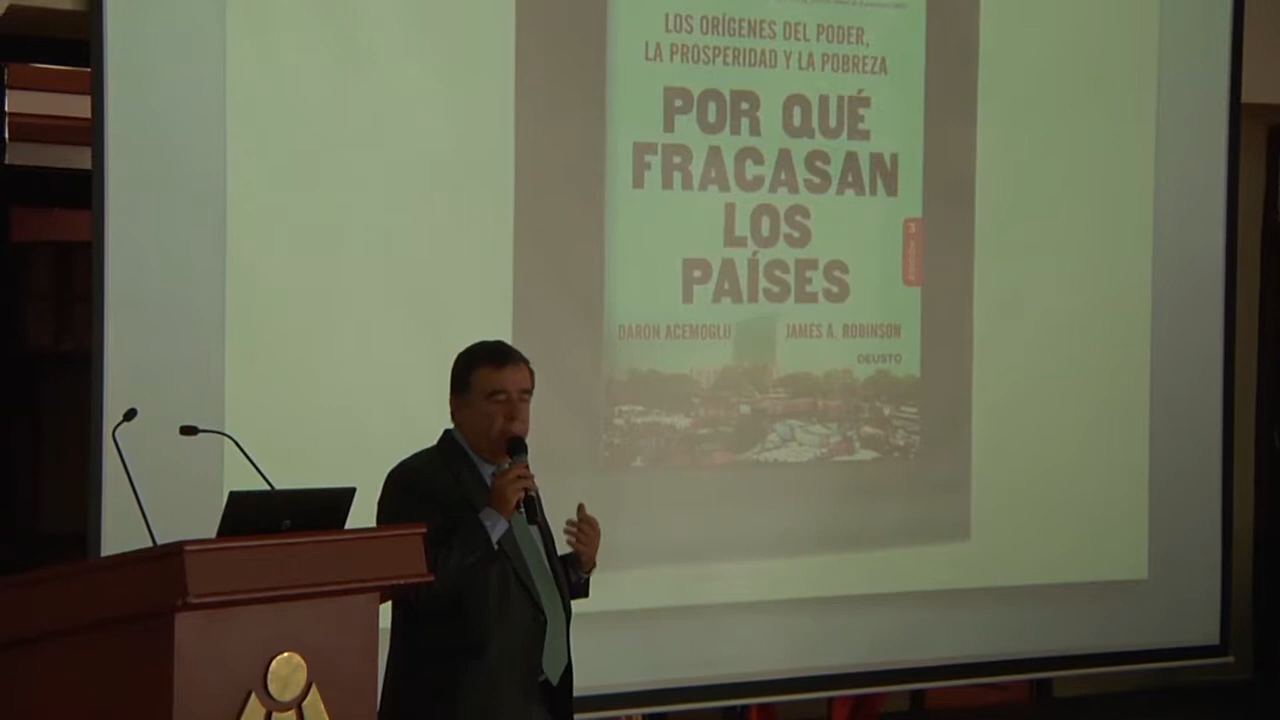 LOS ORÍGENES DEL PODER,
LA PROSPERIDAD Y LA POBREZA
POR QUÉ
FRACASAN
LOS
PAÍSES
DARON ACEMOGLU JAMES A. ROBINSON
DEUSTO